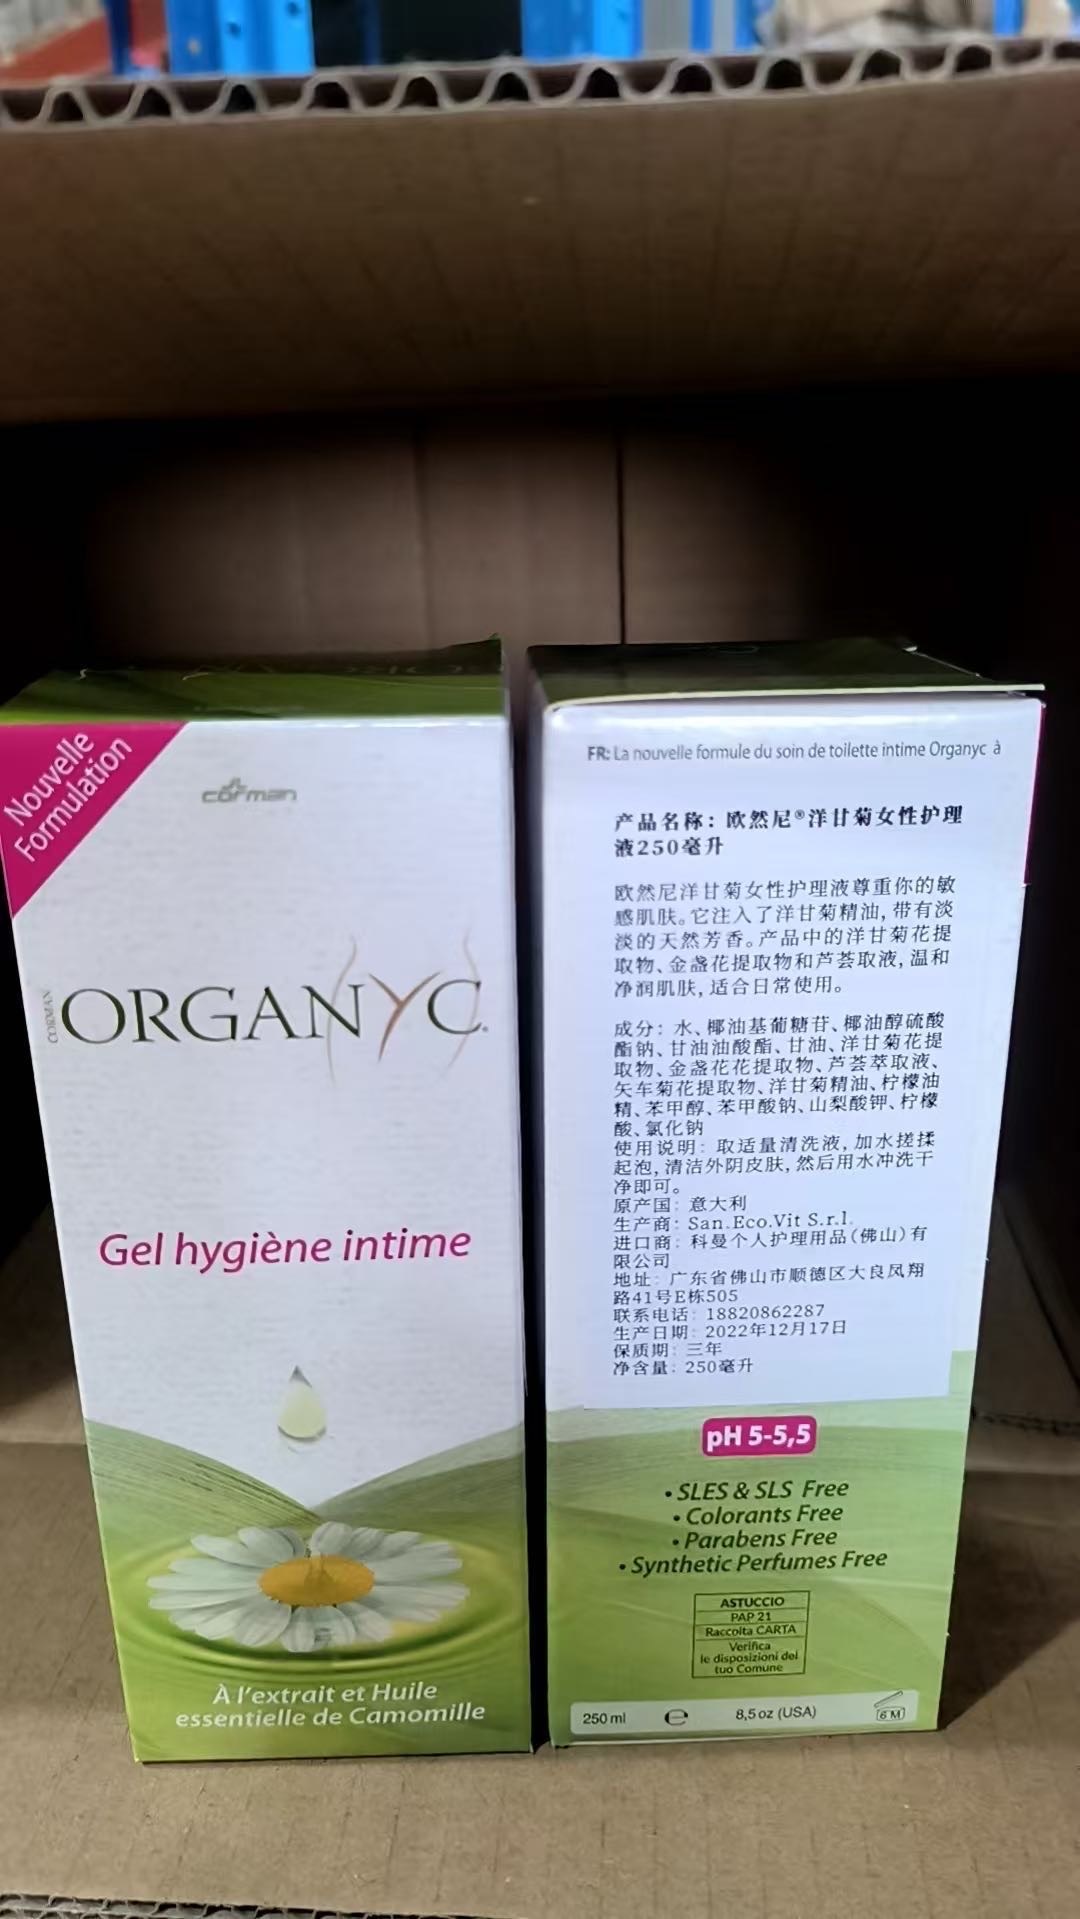 Nouvelle
Formulation
corman
CORMAN
ORGANYC.
Gel hygiène intime
À l'extrait et Huile
essentielle de Camomille
FR: La nouvelle formule du soin de toilette intime Organyc à
产品名称：欧然尼®洋甘菊女性护理
液250毫升
欧然尼洋甘菊女性护理液尊重你的敏
感肌肤。它注入了洋甘菊精油，带有淡
淡的天然芳香。产品中的洋甘菊花提
取物、金盏花提取物和芦荟取液，温和
净润肌肤，适合日常使用。
成分：水、椰油基葡糖苷、椰油醇硫酸
酯钠、甘油油酸酯、甘油、洋甘菊花提
取物、金盏花花提取物、芦荟萃取液、
矢车菊花提取物、洋甘菊精油、柠檬油
精、苯甲醇、苯甲酸钠、山梨酸钾、柠檬
酸、氯化钠
使用说明：取适量清洗液，加水搓揉
起泡，清洁外阴皮肤，然后用水冲洗干
净即可。
原产国：意大利
生产商：San.Eco.Vit S.r.l.
进口商：科曼个人护理用品（佛山）有
限公司
地址：广东省佛山市顺德区大良凤翔
路41号E栋505
联系电话：18820862287
生产日期：2022年12月17日
保质期：三年
净含量：250毫升
pH 5-5,5
• SLES & SLS Free
• Colorants Free
• Parabens Free
• Synthetic Perfumes Free
ASTUCCIO
PAP 21
Raccolta CARTA
Verifica
le disposizioni del
tuo Comune
250 ml e 8,5 oz (USA) 6 M